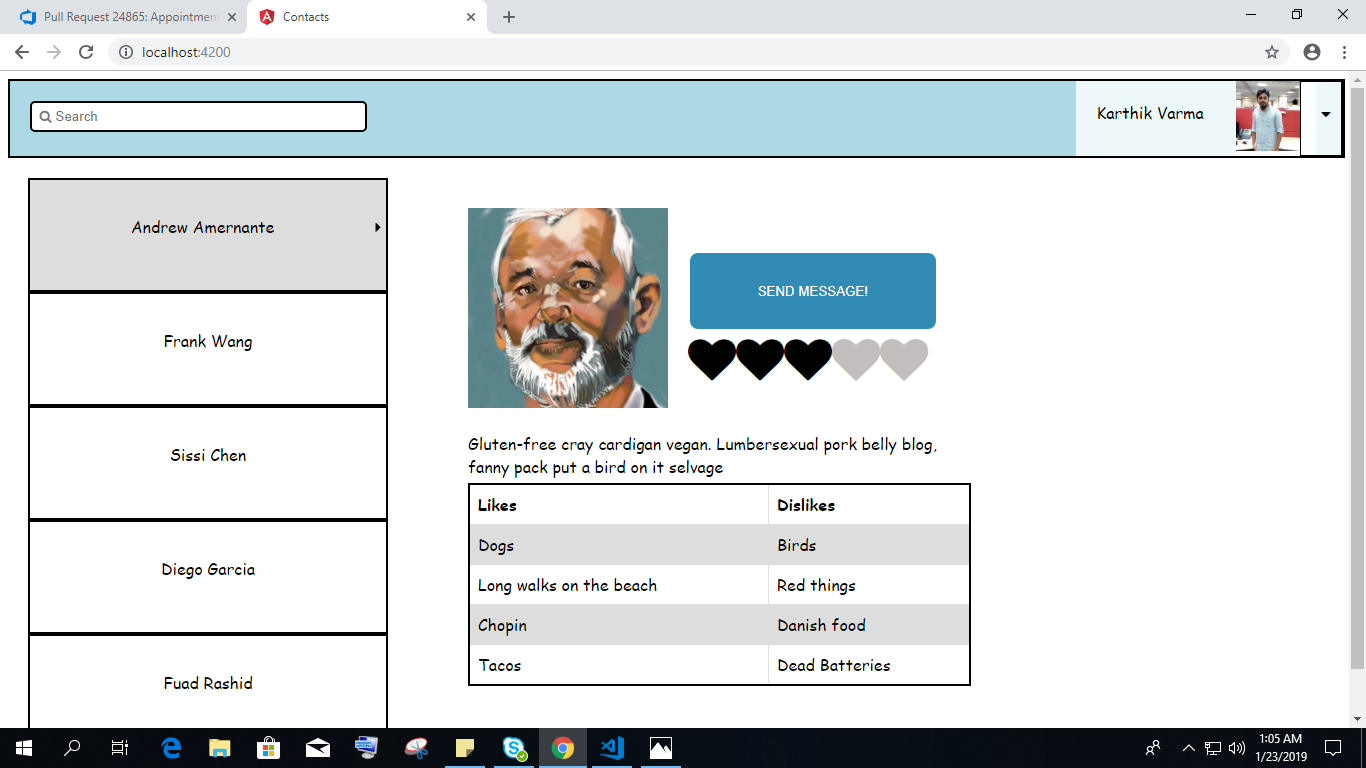 Pull Request 24865: Appointmen
Contacts
localhost:4200
Search
Karthik Varma
Andrew Amernante
Frank Wang
Sissi Chen
Diego Garcia
Fuad Rashid
SEND MESSAGE!
Gluten-free cray cardigan vegan. Lumbersexual pork belly blog,
fanny pack put a bird on it selvage
Likes Dislikes
Dogs Birds
Long walks on the beach Red things
Chopin Danish food
Tacos Dead Batteries
1:05 AM
1/23/2019